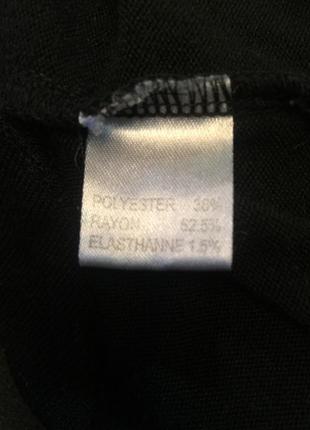 POLYESTER 36%
RAYON 62.5%
ELASTHANNE 1.5%